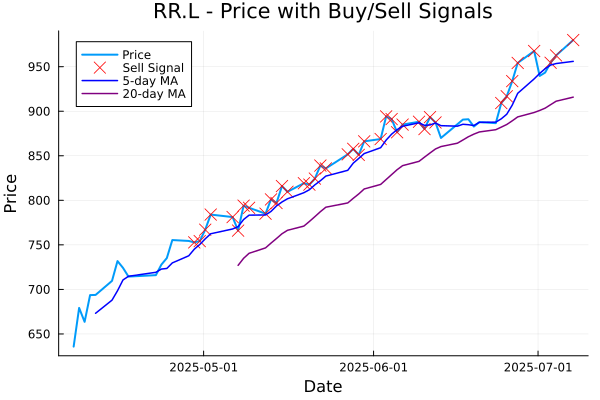 RR.L - Price with Buy/Sell Signals
Price
Sell Signal
5-day MA
20-day MA
950
900
850
800
750
700
650
Price
2025-05-01
2025-06-01
2025-07-01
Date